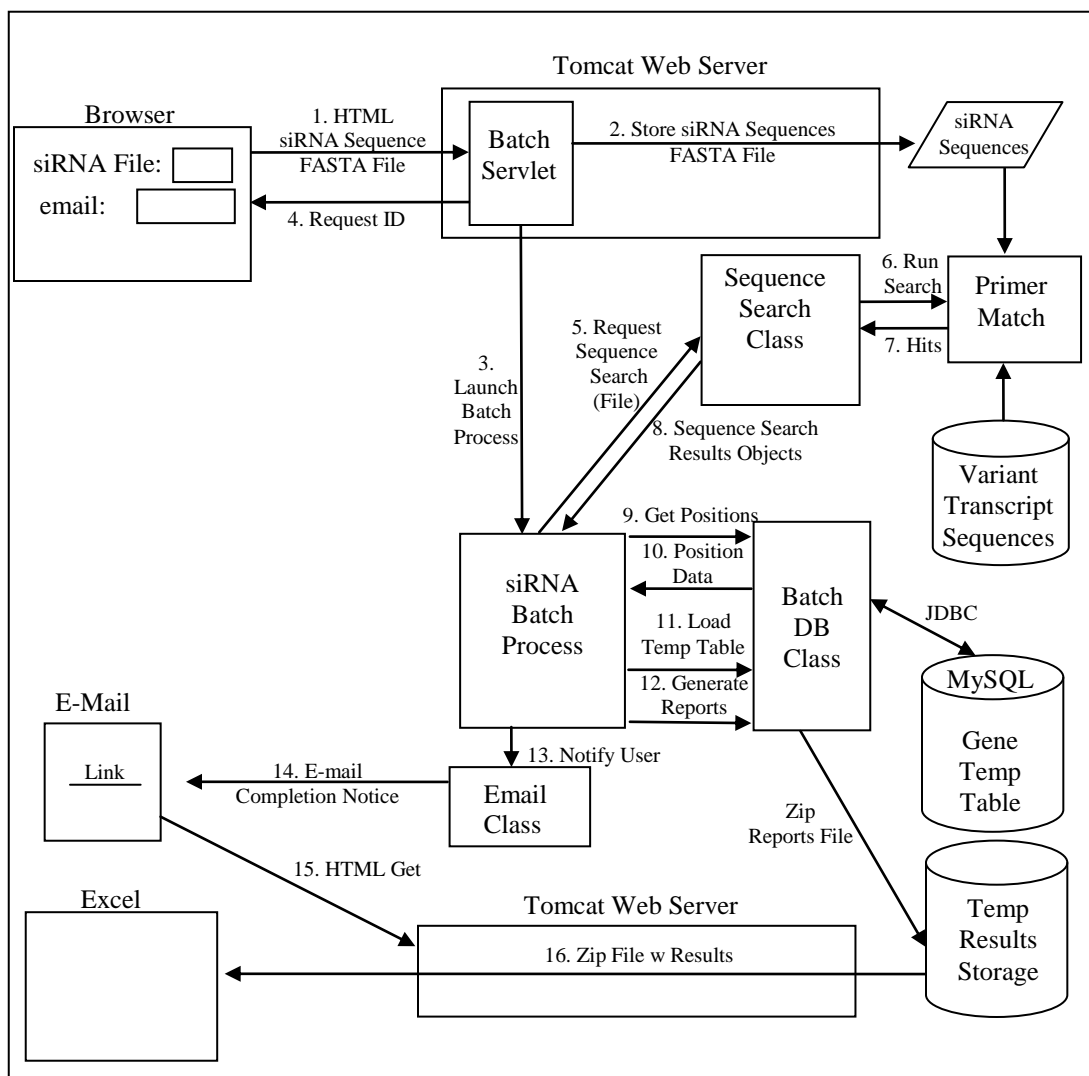 Tomcat Web Server
Browser
siRNA File:
email:
1. HTML
siRNA Sequence
FASTA File
4. Request ID
Batch
Servlet
2. Store siRNA Sequences
FASTA File
siRNA
Sequences
3.
Launch
Batch
Process
5. Request
Sequence
Search
(File)
Sequence
Search
Class
6. Run
Search
7. Hits
Primer
Match
8. Sequence Search
Results Objects
Variant
Transcript
Sequences
siRNA
Batch
Process
9. Get Positions
10. Position
Data
11. Load
Temp Table
12. Generate
Reports
Batch
DB
Class
JDBC
MySQL
Gene
Temp
Table
E-Mail
Link
14. E-mail
Completion Notice
13. Notify User
Email
Class
Zip
Reports File
15. HTML Get
Excel
Tomcat Web Server
16. Zip File w Results
Temp
Results
Storage